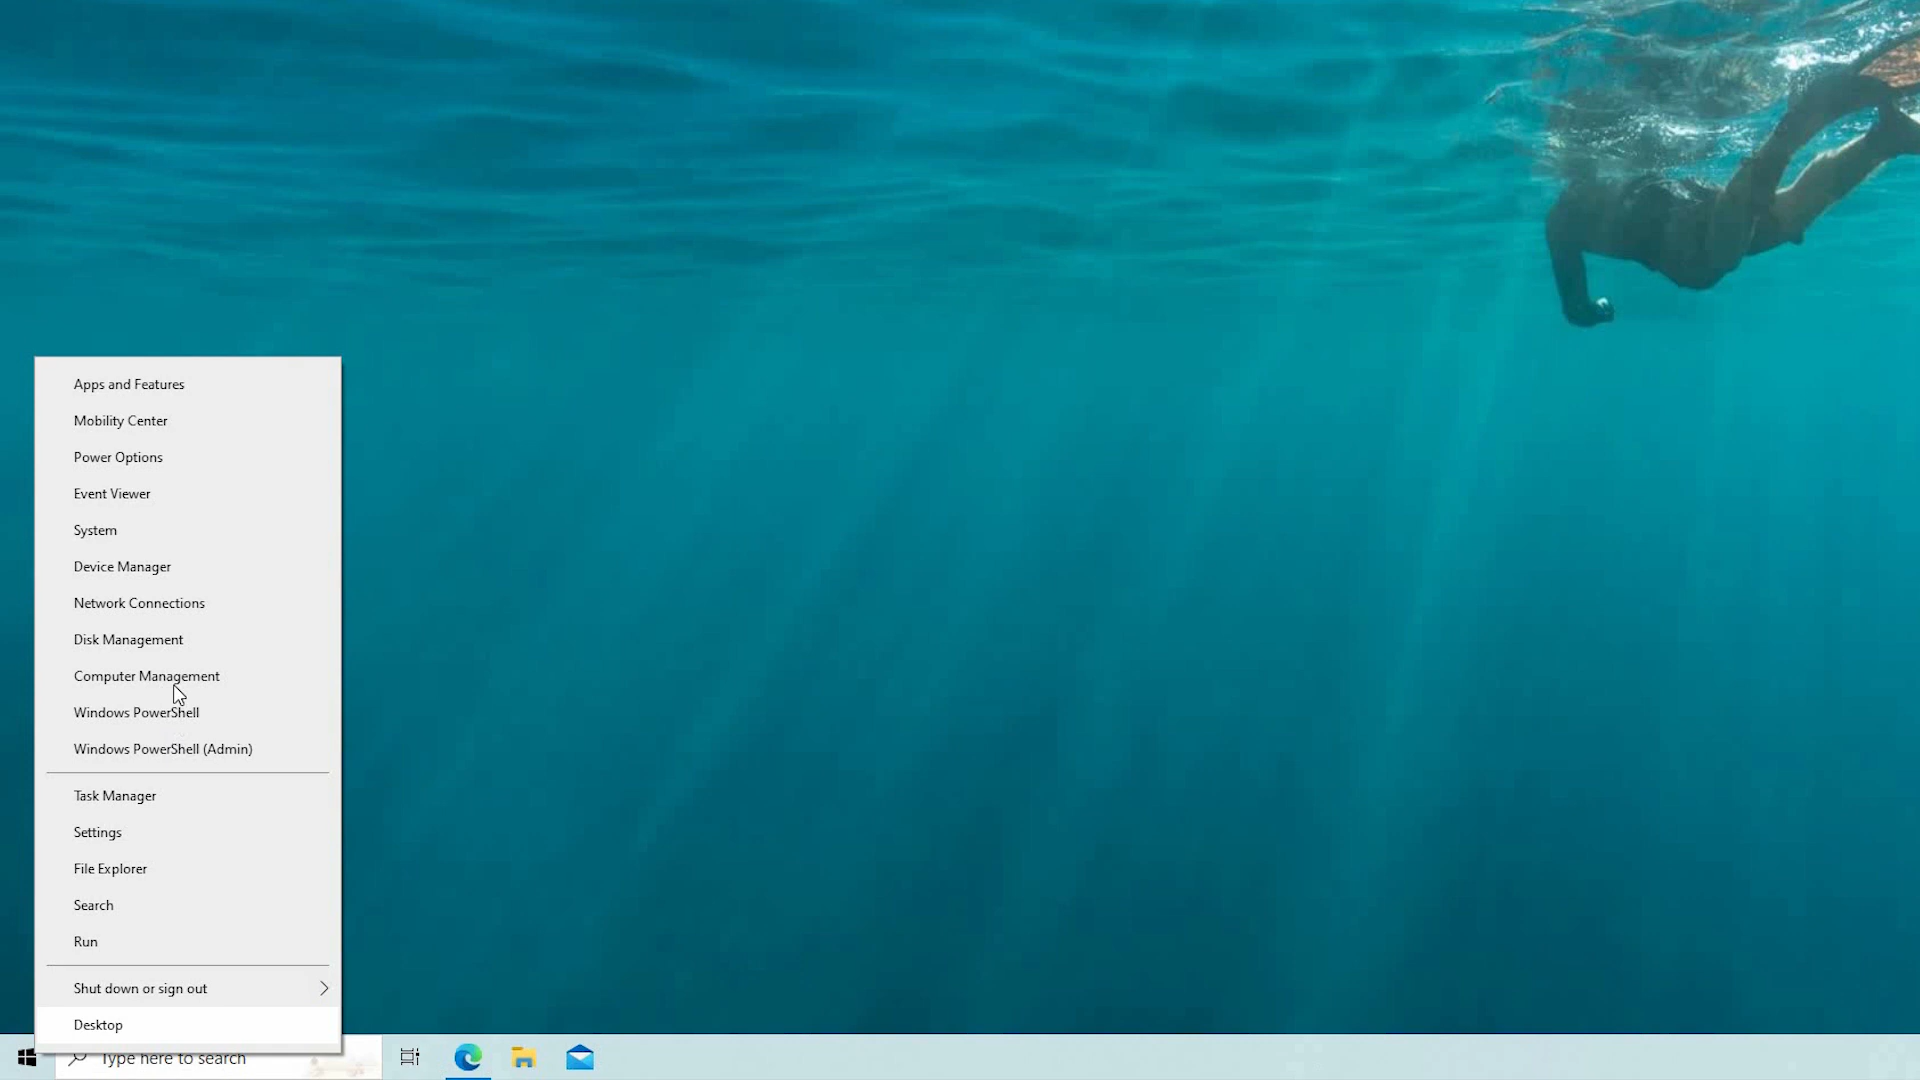 Apps and Features
Mobility Center
Power Options
Event Viewer
System
Device Manager
Network Connections
Disk Management
Computer Management
Windows PowerShell
Windows PowerShell (Admin)
Task Manager
Settings
File Explorer
Search
Run
Shut down or sign out
Desktop
Type here to search